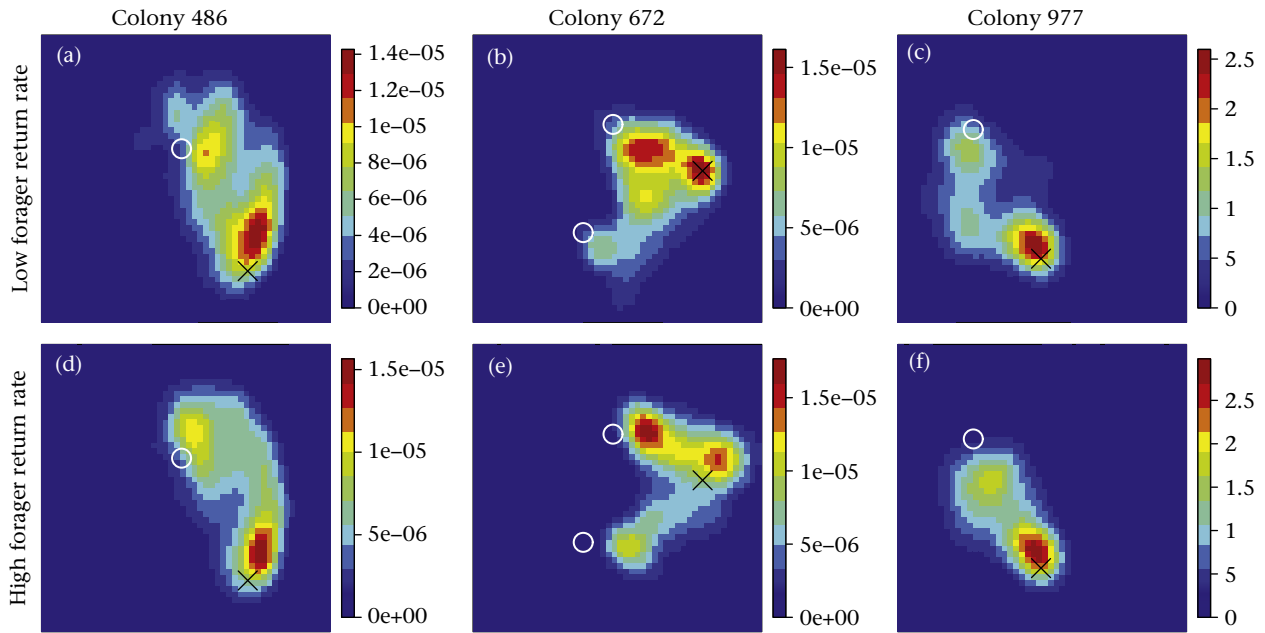 Colony 486
Colony 672
Colony 977
Low forager return rate
(a)
1.4e–05
1.2e–05
1e–05
8e–06
6e–06
4e–06
2e–06
0e+00
(b)
1.5e–05
1e–05
5e–06
0e+00
(c)
2.5
2
1.5
1
5
0
High forager return rate
(d)
1.5e–05
1e–05
5e–06
0e+00
(e)
1.5e–05
1e–05
5e–06
0e+00
(f)
2.5
2
1.5
1
5
0